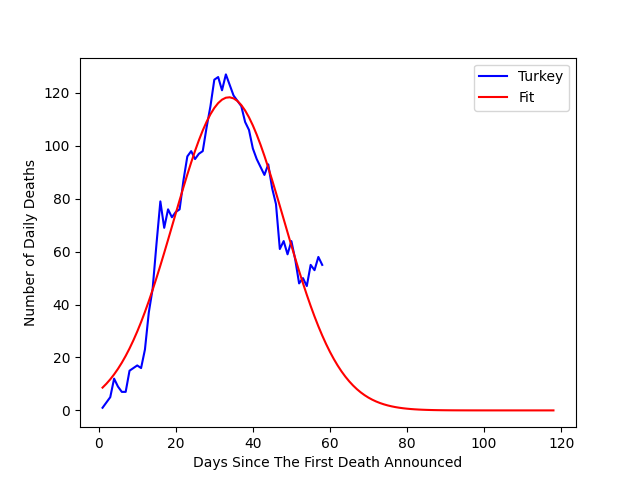 Turkey
Fit
120
100
80
60
40
20
0
Number of Daily Deaths
0 20 40 60 80 100 120
Days Since The First Death Announced